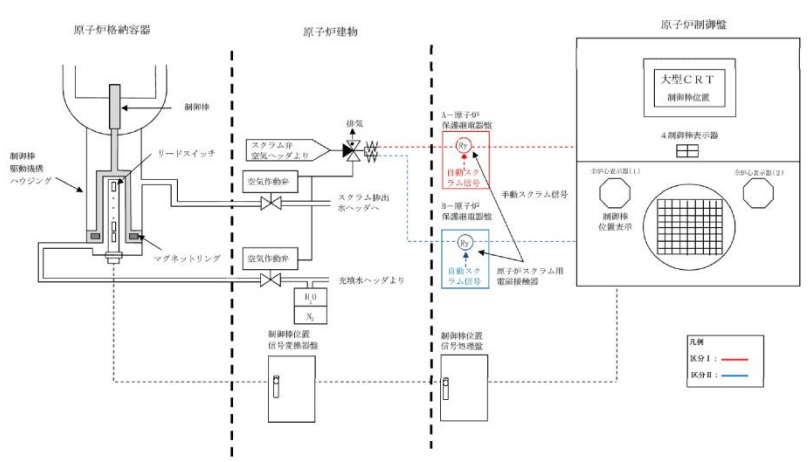 原子炉格納容器
原子炉建物
原子炉制御盤
制御棒
制御棒
駆動機構
ハウジング
リードスイッチ
マグネットリング
排気
スクラム弁
空気ヘッダより
空気作動弁
スクラム排出
水ヘッダへ
空気作動弁
充填水ヘッダより
H2O
N2
制御棒位置
信号変換器盤
A－原子炉
保護継電器盤
Ry
自動スク
ラム信号
手動スクラム信号
B－原子炉
保護継電器盤
Ry
自動スク
ラム信号
原子炉スクラム用
電磁接触器
制御棒位置
信号処理盤
大型CRT
制御棒位置
4制御棒表示器
全炉心表示器(1)
全炉心表示器(2)
制御棒
位置表示
凡例
区分Ⅰ：
区分Ⅱ：